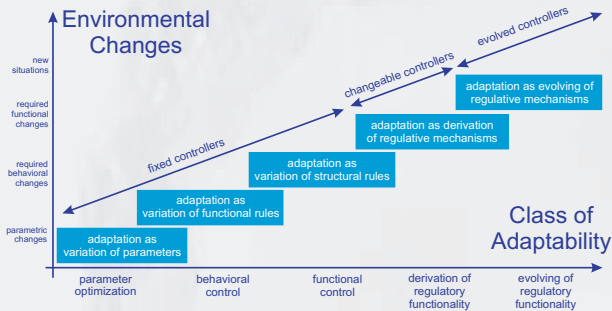 Environmental
Changes
new
situations
required
functional changes
required
behavioral changes
parametric
changes
evolved controllers
changeable controllers
fixed controllers
adaptation as evolving of
regulative mechanisms
adaptation as derivation
of regulative mechanisms
adaptation as
variation of structural rules
adaptation as
variation of functional rules
adaptation as
variation of parameters
Class of
Adaptability
parameter
optimization
behavioral
control
functional
control
derivation of
regulatory
functionality
evolving of
regulatory
functionality